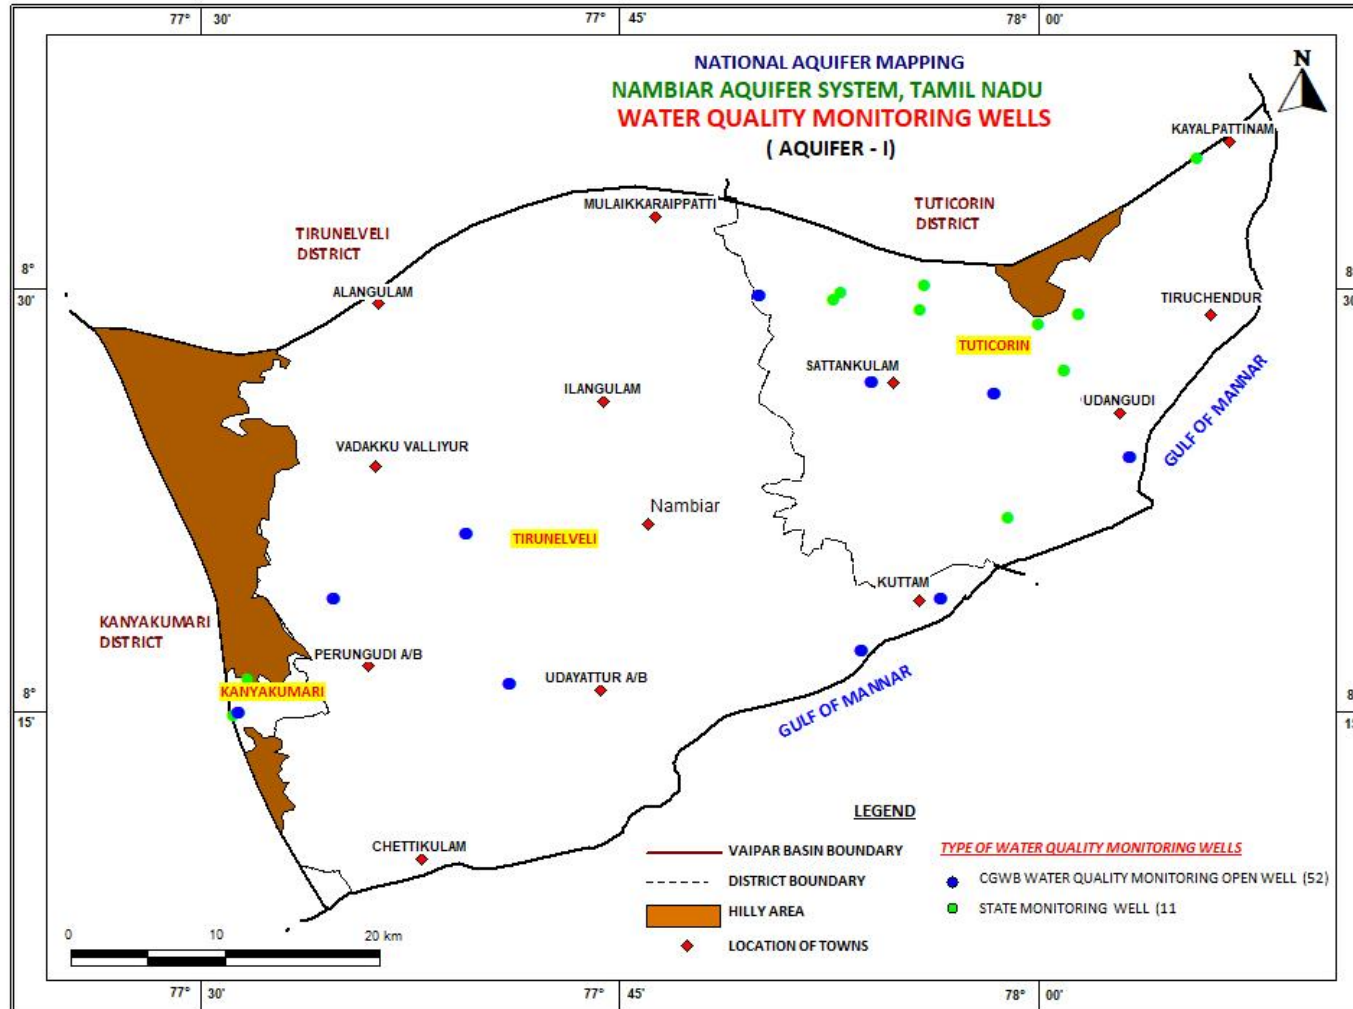 77° 30'
77° 45'
78° 00'
NATIONAL AQUIFER MAPPING
NAMBIAR AQUIFER SYSTEM, TAMIL NADU
WATER QUALITY MONITORING WELLS
( AQUIFER - I)
N
KAYALPATTINAM
MULAIKKARAIPPATTI
TUTICORIN
DISTRICT
TIRUNELVELI
DISTRICT
8°
30'
8
30
ALANGULAM
TIRUCHENDUR
TUTICORIN
SATTANKULAM
ILANGULAM
UDANGUDI
GULF OF MANNAR
VADAKKU VALLIYUR
Nambiar
TIRUNELVELI
KUTTAM
KANYAKUMARI
DISTRICT
PERUNGUDI A/B
UDAYATTUR A/B
KANYAKUMARI
GULF OF MANNAR
8°
15'
8
15
CHETTIKULAM
LEGEND
VAIPAR BASIN BOUNDARY
DISTRICT BOUNDARY
HILLY AREA
LOCATION OF TOWNS
TYPE OF WATER QUALITY MONITORING WELLS
CGWB WATER QUALITY MONITORING OPEN WELL (52)
STATE MONITORING WELL (11
0 10 20 km
77° 30'
77° 45'
78° 00'